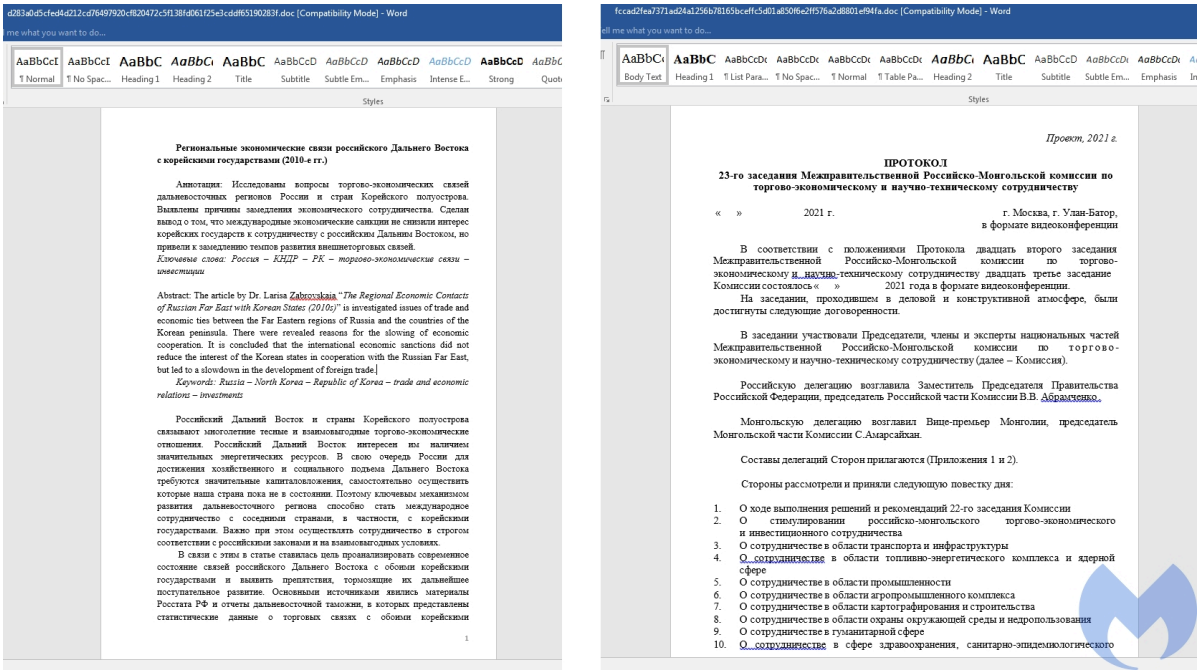 d283a0d5cfed4d212cd76497920cf820472c5f138fd061f25e3cddf65190283f.doc [Compatibility Mode] - Word
me what you want to do...
AaBbCcI AaBbCcI AaBbC AaBbCc AaBbC AaBbCcD AaBbCcD AaBbCcD AaBbCcD AaBbCcD AaBbCcD
¶ Normal ¶ No Spac... Heading 1 Heading 2 Title Subtitle Subtle Em... Emphasis Intense E... Strong Quot
Styles
Региональные экономические связи российского Дальнего Востока
с корейскими государствами (2010-е гг.)
Аннотация: Исследованы вопросы торгово-экономических связей
дальневосточных регионов России и стран Корейского полуострова.
Выявлены причины замедления экономического сотрудничества. Сделан
вывод о том, что международные экономические санкции не снизили интерес
корейских государств к сотрудничеству с российским Дальним Востоком, но
привели к замедлению темпов развития внешнеторговых связей.
Ключевые слова: Россия – КНДР – РК – торгово-экономические связи –
инвестиции
Abstract: The article by Dr. Larisa Zabrovskaia "The Regional Economic Contacts
of Russian Far East with Korean States (2010s)" is investigated issues of trade and
economic ties between the Far Eastern regions of Russia and the countries of the
Korean peninsula. There were revealed reasons for the slowing of economic
cooperation. It is concluded that the international economic sanctions did not
reduce the interest of the Korean states in cooperation with the Russian Far East,
but led to a slowdown in the development of foreign trade.
Keywords: Russia – North Korea – Republic of Korea – trade and economic
relations – investments
Российский Дальний Восток и страны Корейского полуострова
связывают многолетние тесные и взаимовыгодные торгово-экономические
отношения. Российский Дальний Восток интересен им наличием
значительных энергетических ресурсов. В свою очередь России для
достижения хозяйственного и социального подъема Дальнего Востока
требуются значительные капиталовложения, самостоятельно осуществить
которые наша страна пока не в состоянии. Поэтому ключевым механизмом
развития дальневосточного региона способно стать международное
сотрудничество с соседними странами, в частности, с корейскими
государствами. Важно при этом осуществлять сотрудничество в строгом
соответствии с российскими законами и на взаимовыгодных условиях.
В связи с этим в статье ставилась цель проанализировать современное
состояние связей российского Дальнего Востока с обоими корейскими
государствами и выявить препятствия, тормозящие их дальнейшее
поступательное развитие. Основными источниками явились материалы
Росстата РФ и отчеты дальневосточной таможни, в которых представлены
статистические данные о торговых связях с обоими корейскими
1
fccad2fea7371ad24a1256b78165bceffc5d01a850f6e2ff576a2d8801ef94fa.doc [Compatibility Mode] - Word
ell me what you want to do...
AaBbCc AaBbC AaBbCcDc AaBbCcDc AaBbCcDc AaBbCcDc AaBbCc AaBbC AaBbCcD AaBbCcDc AaBbCcDc
Body Text Heading 1 ¶ List Para... ¶ No Spac... ¶ Normal ¶ Table Pa... Heading 2 Title Subtitle Subtle Em... Emphasis In
Styles
Проект, 2021 г.
ПРОТОКОЛ
23-го заседания Межправительственной Российско-Монгольской комиссии по
торгово-экономическому и научно-техническому сотрудничеству
« » 2021 г. г. Москва, г. Улан-Батор,
в формате видеоконференции
В соответствии с положениями Протокола двадцать второго заседания
Межправительственной Российско-Монгольской комиссии по торгово-
экономическому и научно-техническому сотрудничеству двадцать третье заседание
Комиссии состоялось « » 2021 года в формате видеоконференции.
На заседании, проходившем в деловой и конструктивной атмосфере, были
достигнуты следующие договоренности.
В заседании участвовали Председатели, члены и эксперты национальных частей
Межправительственной Российско-Монгольской комиссии по торгово-
экономическому и научно-техническому сотрудничеству (далее – Комиссия).
Российскую делегацию возглавила Заместитель Председателя Правительства
Российской Федерации, председатель Российской части Комиссии В.В. Абрамченко.
Монгольскую делегацию возглавил Вице-премьер Монголии, председатель
Монгольской части Комиссии С.Амарсайхан.
Составы делегаций Сторон прилагаются (Приложения 1 и 2).
Стороны рассмотрели и приняли следующую повестку дня:
1. О ходе выполнения решений и рекомендаций 22-го заседания Комиссии
2. О стимулировании российско-монгольского торгово-экономического
и инвестиционного сотрудничества
3. О сотрудничестве в области транспорта и инфраструктуры
4. О сотрудничестве в области топливно-энергетического комплекса и ядерной
сфере
5. О сотрудничестве в области промышленности
6. О сотрудничестве в области агропромышленного комплекса
7. О сотрудничестве в области картографирования и строительства
8. О сотрудничестве в области охраны окружающей среды и недропользования
9. О сотрудничестве в гуманитарной сфере
10. О сотрудничестве в сфере здравоохранения, санитарно-эпидемиологического